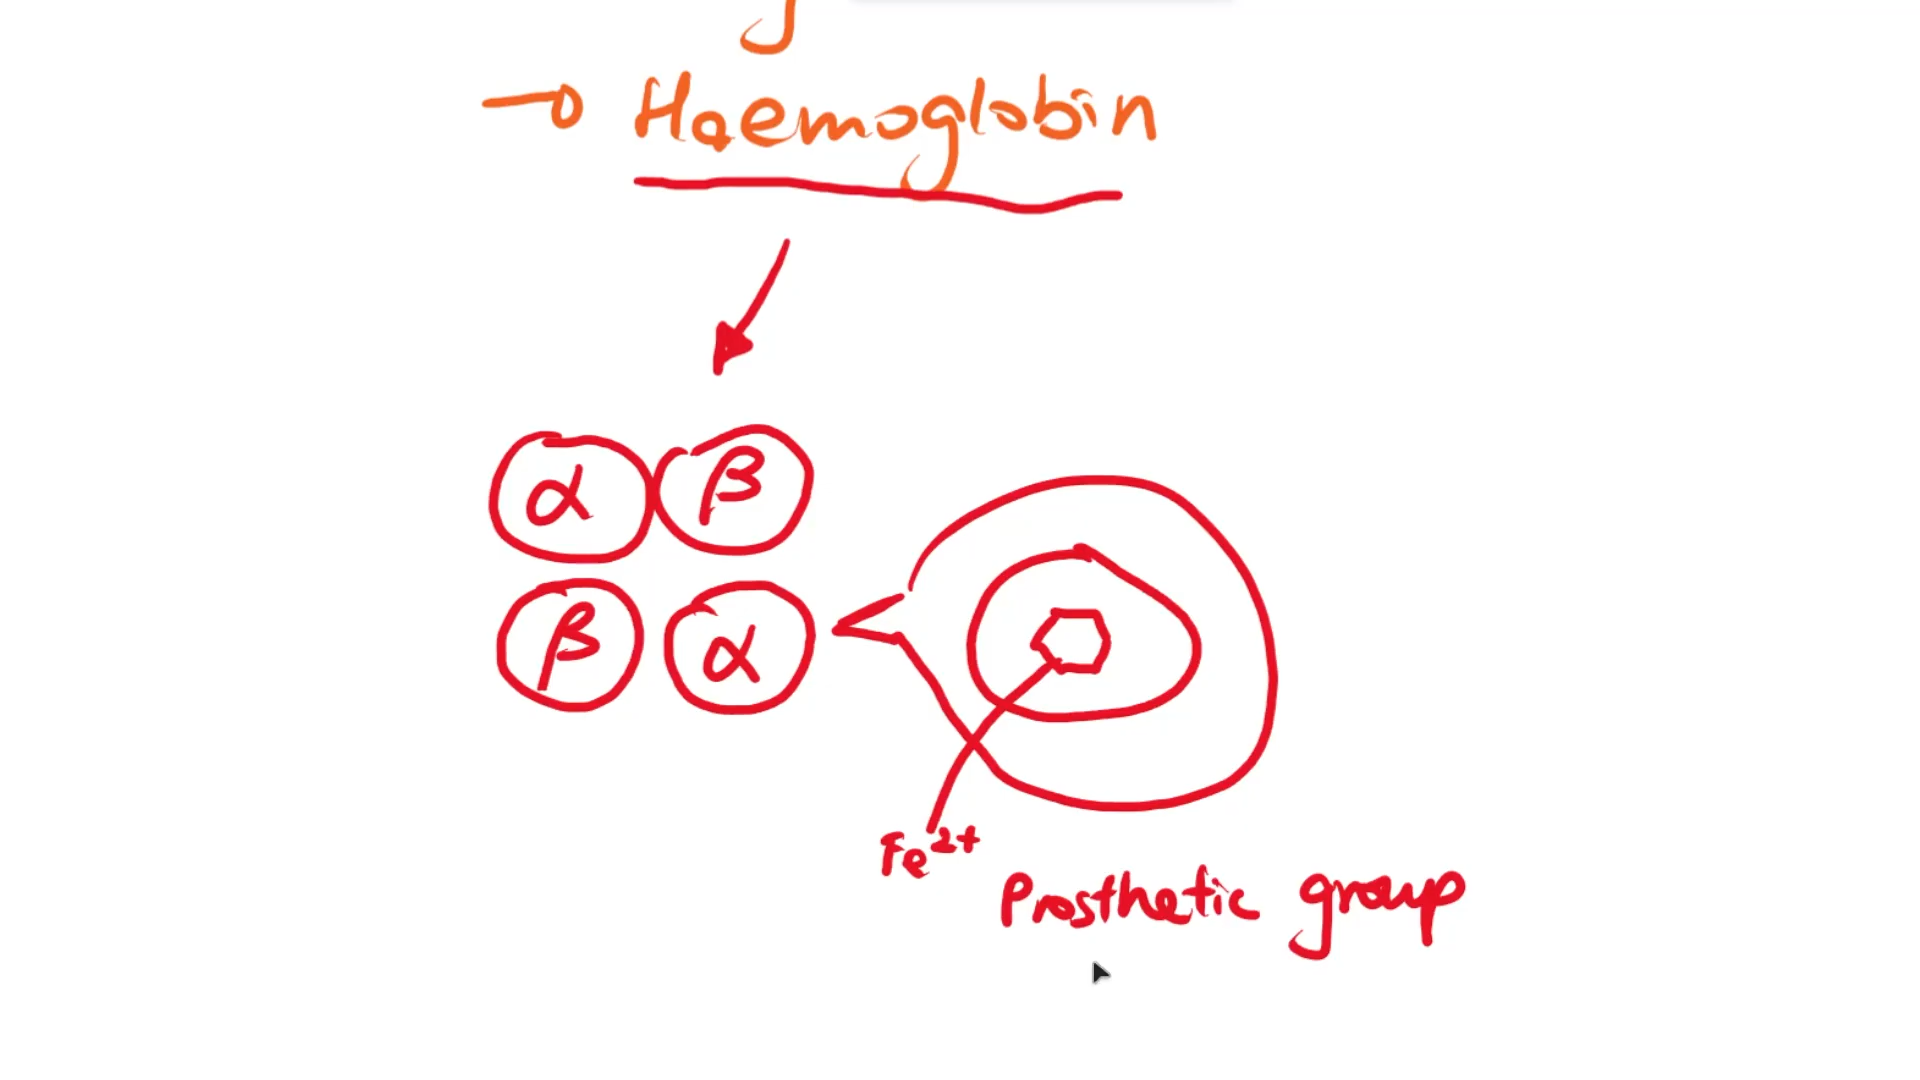 Haemoglobin
α β
β α
Fe²⁺
Prosthetic group